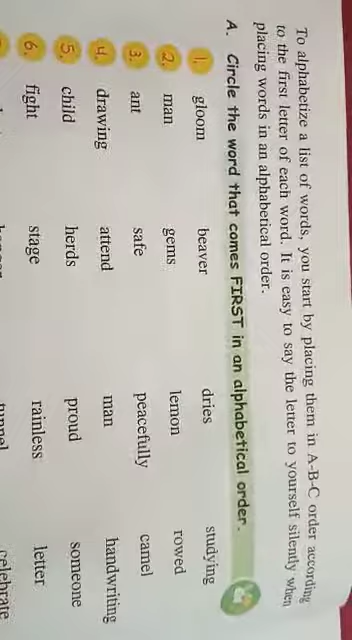 To alphabetize a list of words, you start by placing them in A-B-C order according
to the first letter of each word. It is easy to say the letter to yourself silently when
placing words in an alphabetical order.
A. Circle the word that comes FIRST in an alphabetical order.
1. gloom beaver dries studying
2. man gems lemon rowed
3. ant safe peacefully camel
4. drawing attend man handwriting
5. child herds proud someone
6. fight stage rainless letter
tunnel celebrate